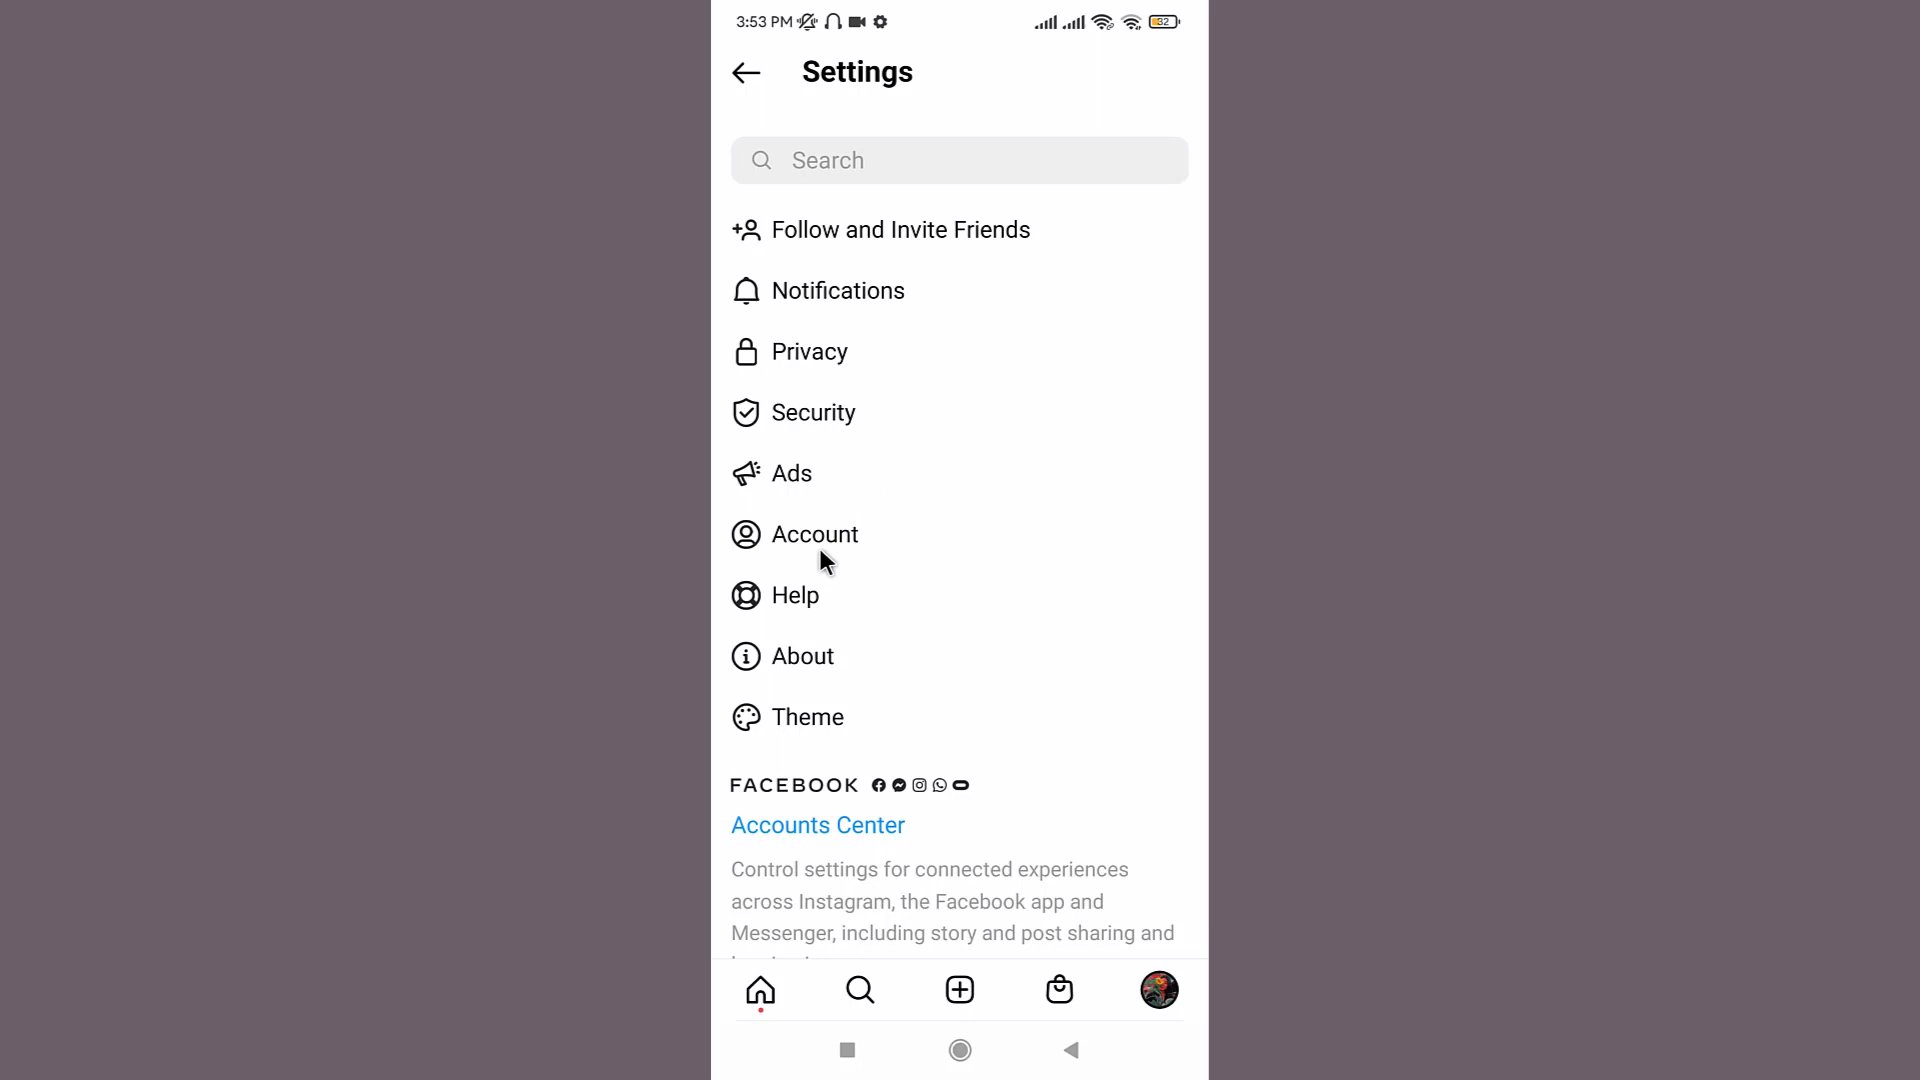 3:53 PM
32
Settings
Search
Follow and Invite Friends
Notifications
Privacy
Security
Ads
Account
Help
About
Theme
FACEBOOK
Accounts Center
Control settings for connected experiences
across Instagram, the Facebook app and
Messenger, including story and post sharing and